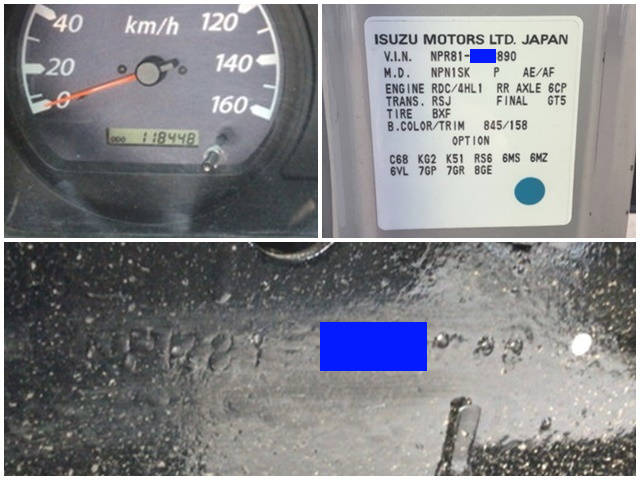 40 km/h 120
20 140
0 160
ODO 118448
ISUZU MOTORS LTD. JAPAN
V.I.N. NPR81- 890
M.D. NPN1SK P AE/AF
ENGINE RDC/4HL1 RR AXLE 6CP
TRANS. RSJ FINAL GT5
TIRE BXF
B.COLOR/TRIM 845/158
OPTION
C68 KG2 K51 RS6 6MS 6MZ
6VL 7GP 7GR 8GE
NPR81-